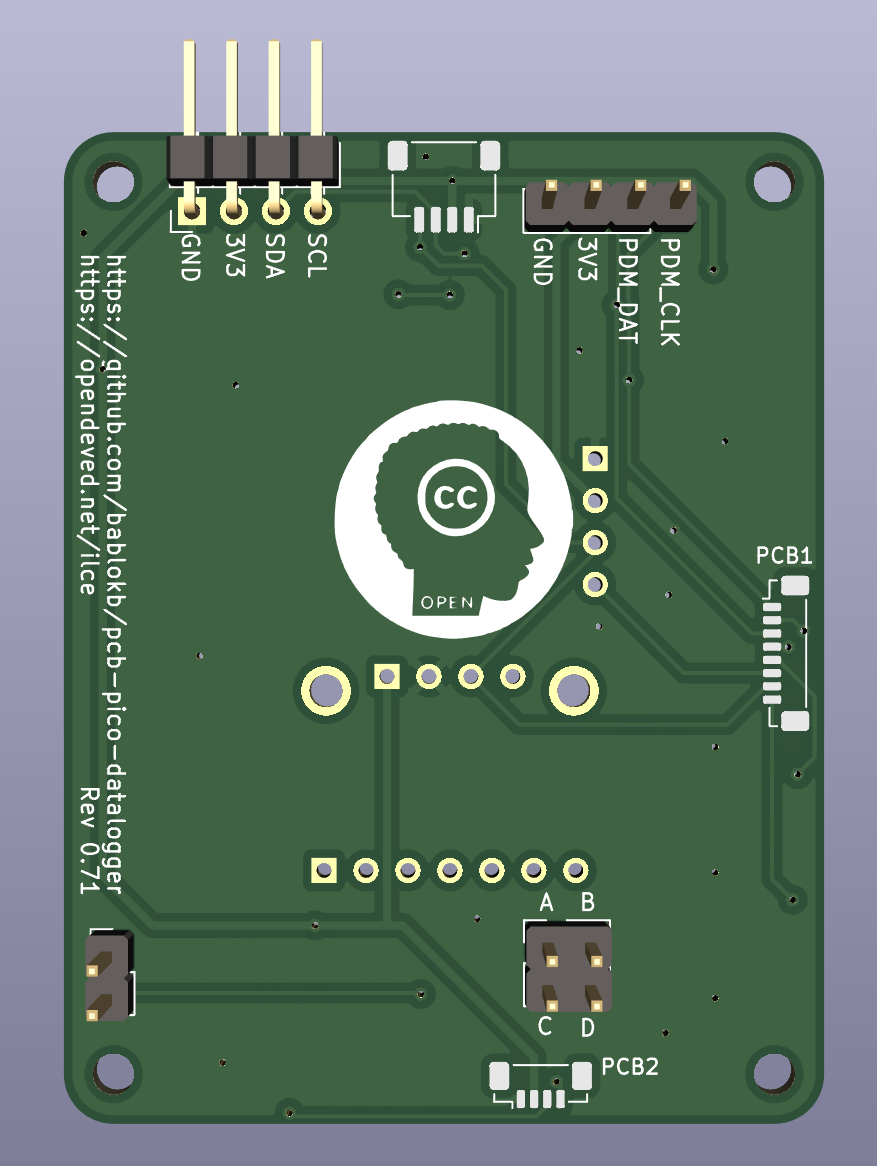 GND
3V3
SDA
SCL
GND
3V3
PDM_DAT
PDM_CLK
https://github.com/bablokb/pcb-pico-datalogger
https://opendeved.net/ilce
cc
OPEN
PCB1
Rev 0.71
A
B
C
D
PCB2